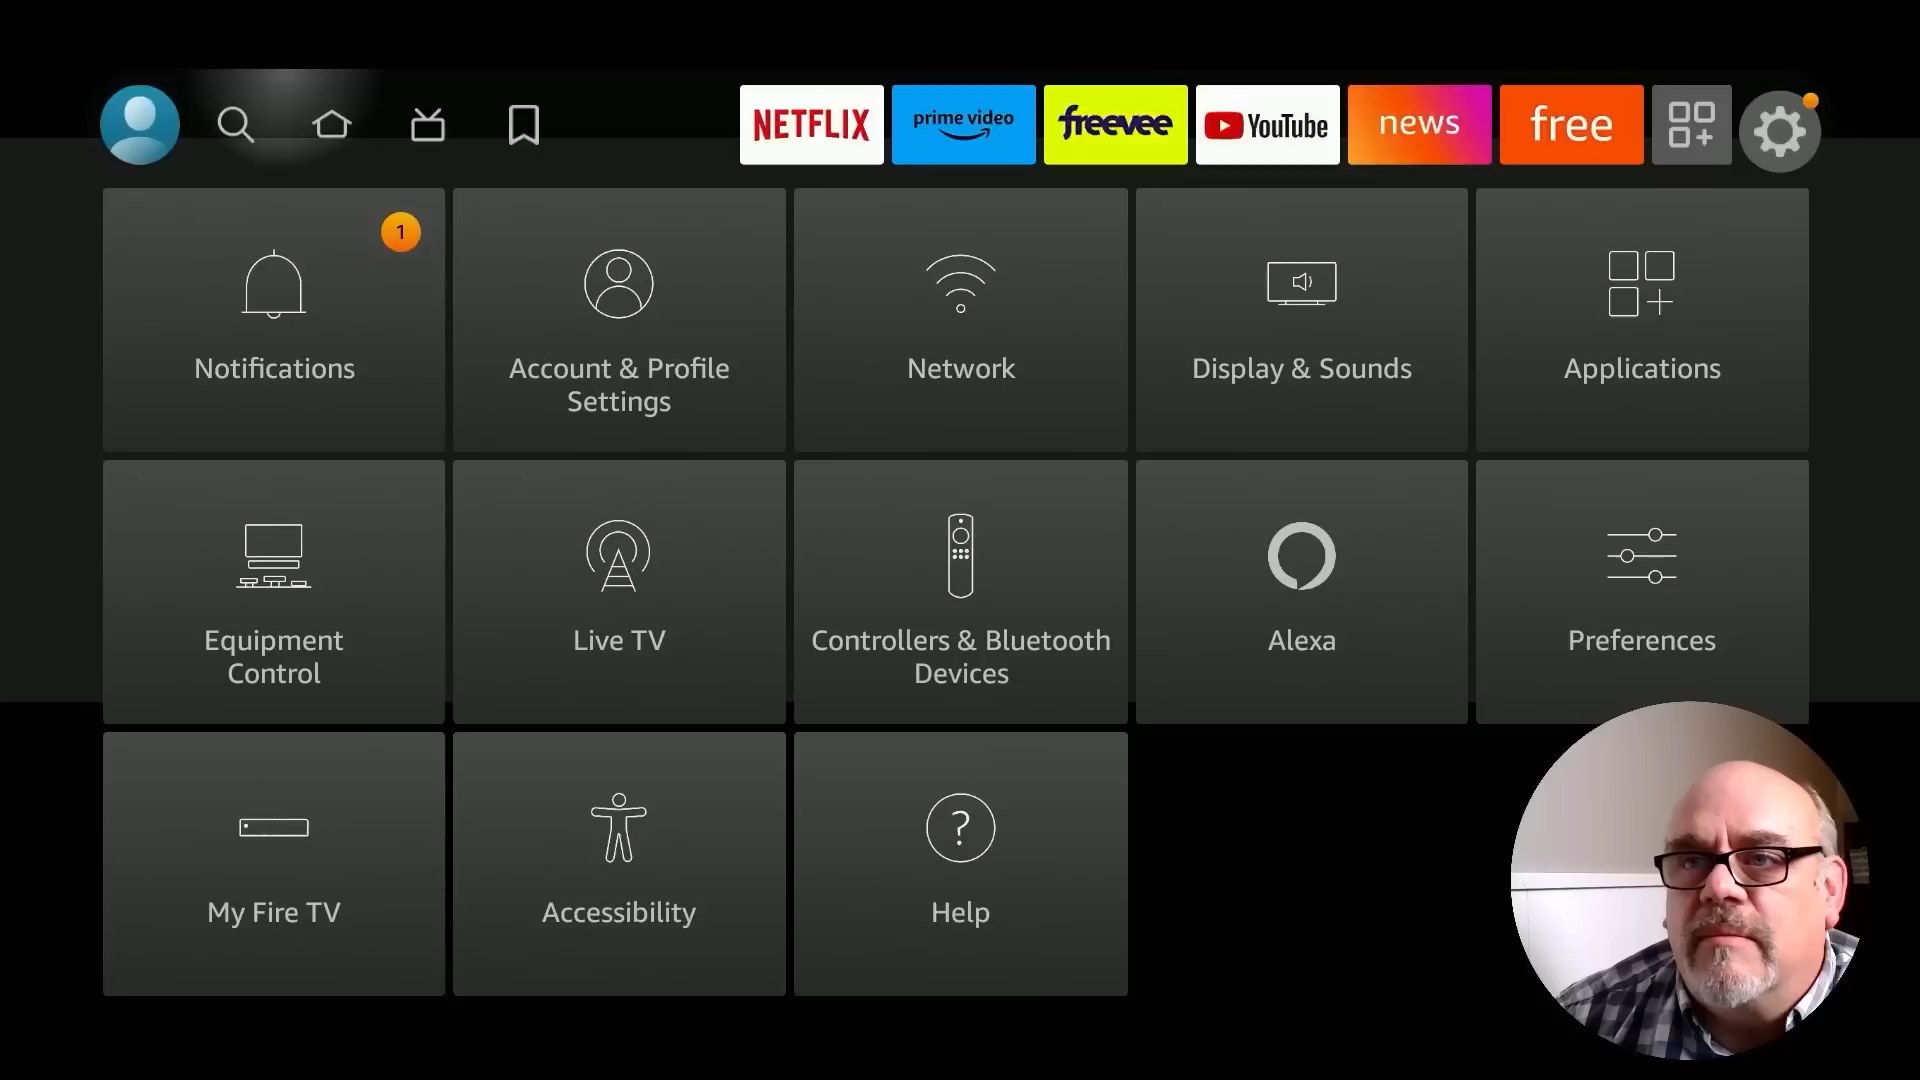 NETFLIX
prime video
freevee
YouTube
news
free
1
Notifications
Account & Profile
Settings
Network
Display & Sounds
Applications
Equipment
Control
Live TV
Controllers & Bluetooth
Devices
Alexa
Preferences
My Fire TV
Accessibility
?
Help